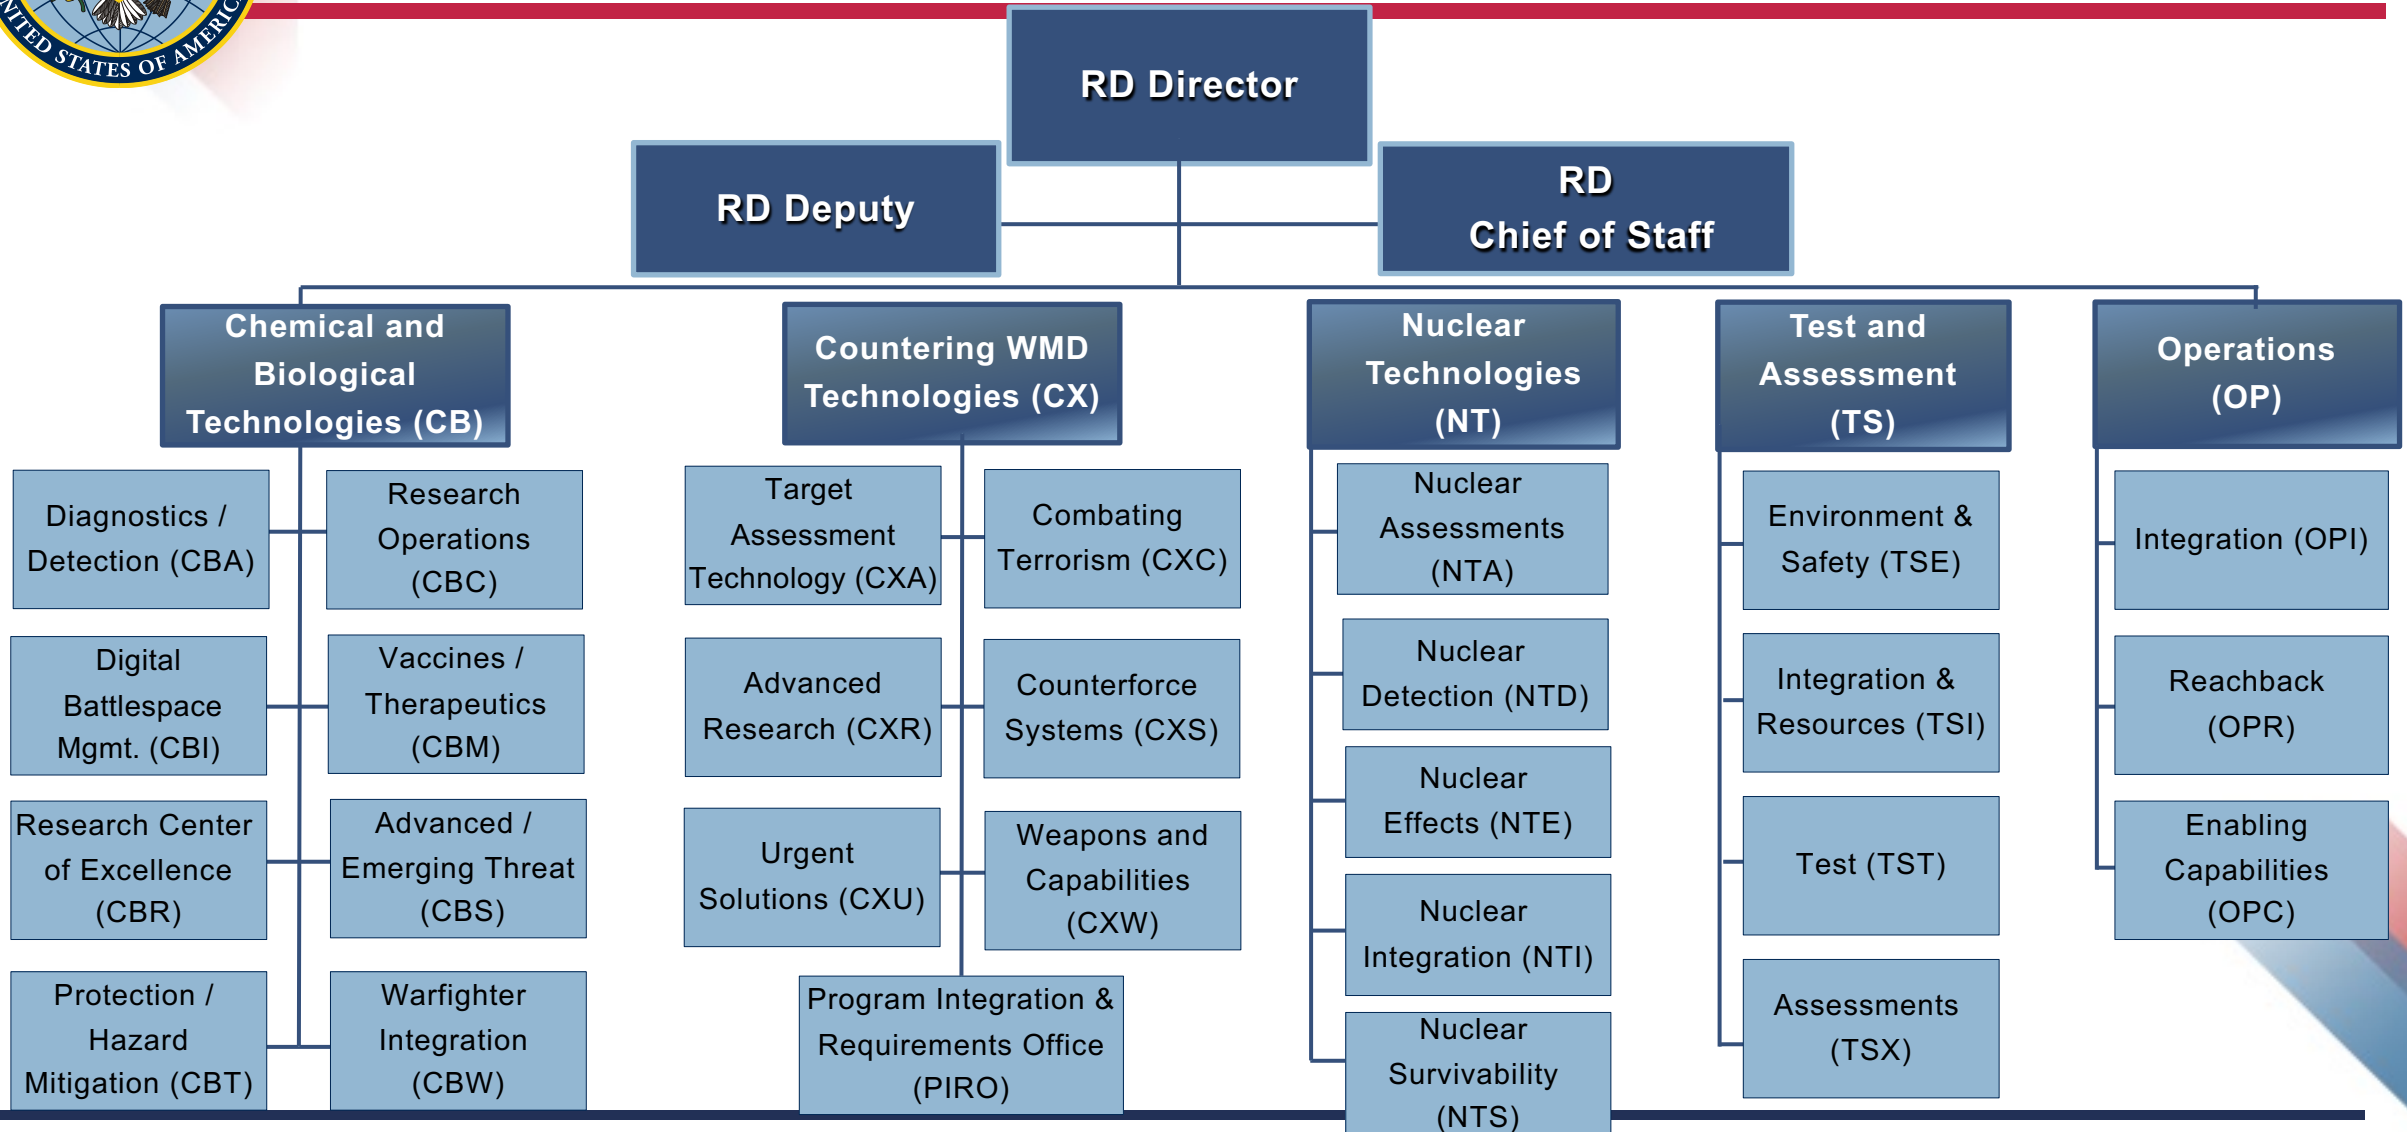 UNITED STATES OF AMERIC
RD Director
RD Deputy
RD
Chief of Staff
Chemical and
Biological
Technologies (CB)
Countering WMD
Technologies (CX)
Nuclear
Technologies
(NT)
Test and
Assessment
(TS)
Operations
(OP)
Diagnostics /
Detection (CBA)
Research
Operations
(CBC)
Digital
Battlespace
Mgmt. (CBI)
Vaccines /
Therapeutics
(CBM)
Research Center
of Excellence
(CBR)
Advanced /
Emerging Threat
(CBS)
Protection /
Hazard
Mitigation (CBT)
Warfighter
Integration
(CBW)
Target
Assessment
Technology (CXA)
Combating
Terrorism (CXC)
Advanced
Research (CXR)
Counterforce
Systems (CXS)
Urgent
Solutions (CXU)
Weapons and
Capabilities
(CXW)
Program Integration &
Requirements Office
(PIRO)
Nuclear
Assessments
(NTA)
Nuclear
Detection (NTD)
Nuclear
Effects (NTE)
Nuclear
Integration (NTI)
Nuclear
Survivability
(NTS)
Environment &
Safety (TSE)
Integration &
Resources (TSI)
Test (TST)
Assessments
(TSX)
Integration (OPI)
Reachback
(OPR)
Enabling
Capabilities
(OPC)